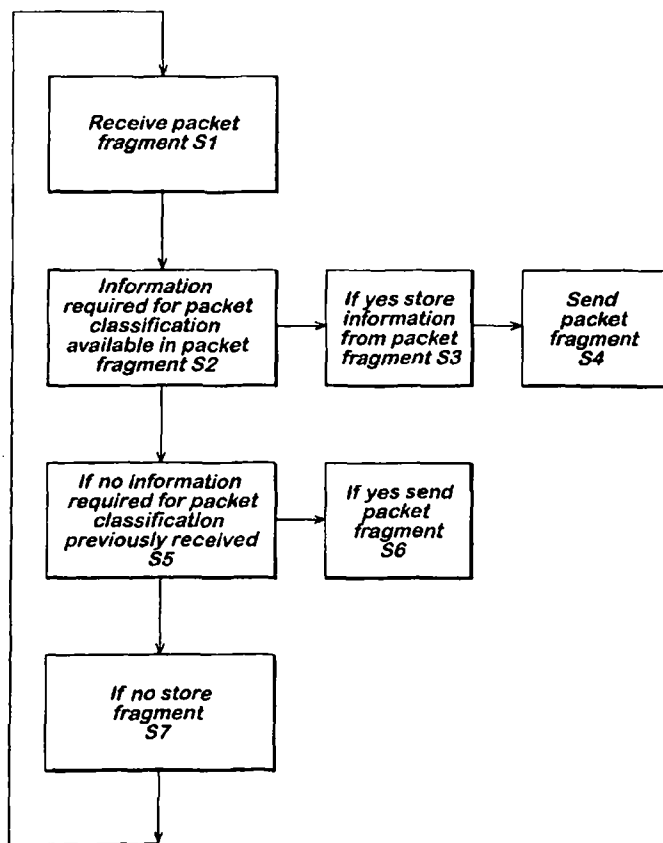 Receive packet
fragment S1
Information
required for packet
classification
available in packet
fragment S2
If yes store
information
from packet
fragment S3
Send
packet
fragment
S4
If no information
required for packet
classification
previously received
S5
If yes send
packet
fragment
S6
If no store
fragment
S7